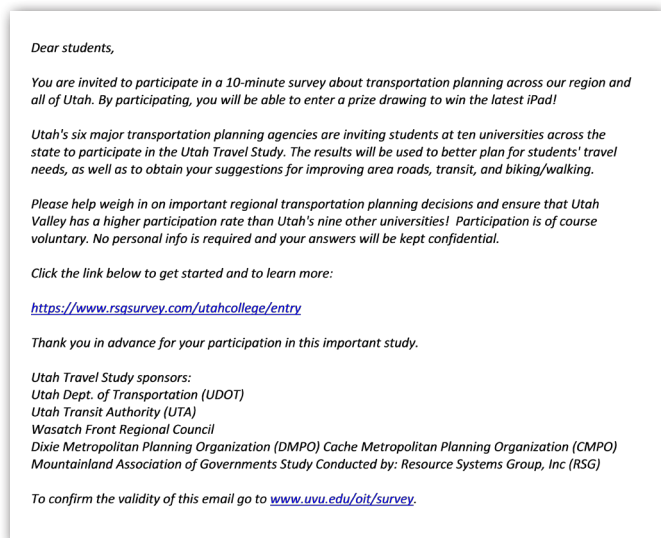 Dear students,
You are invited to participate in a 10-minute survey about transportation planning across our region and
all of Utah. By participating, you will be able to enter a prize drawing to win the latest iPad!
Utah's six major transportation planning agencies are inviting students at ten universities across the
state to participate in the Utah Travel Study. The results will be used to better plan for students' travel
needs, as well as to obtain your suggestions for improving area roads, transit, and biking/walking.
Please help weigh in on important regional transportation planning decisions and ensure that Utah
Valley has a higher participation rate than Utah's nine other universities!  Participation is of course
voluntary. No personal info is required and your answers will be kept confidential.
Click the link below to get started and to learn more:
https://www.rsgsurvey.com/utahcollege/entry
Thank you in advance for your participation in this important study.
Utah Travel Study sponsors:
Utah Dept. of Transportation (UDOT)
Utah Transit Authority (UTA)
Wasatch Front Regional Council
Dixie Metropolitan Planning Organization (DMPO) Cache Metropolitan Planning Organization (CMPO)
Mountainland Association of Governments Study Conducted by: Resource Systems Group, Inc (RSG)
To confirm the validity of this email go to www.uvu.edu/oit/survey.